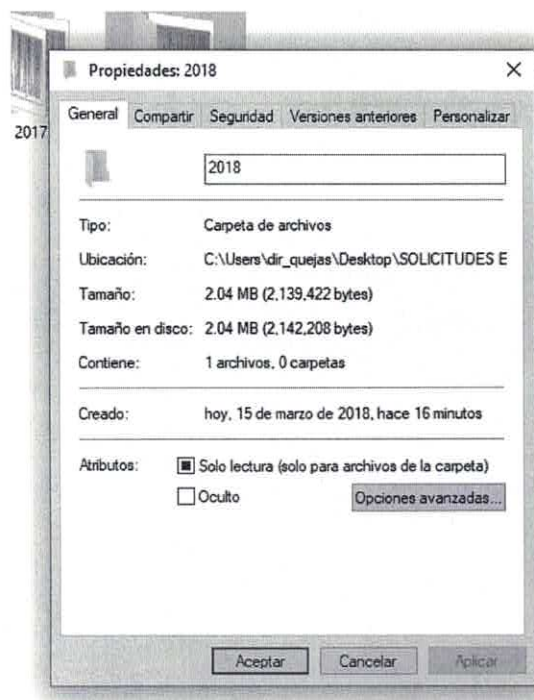 2017
Propiedades: 2018
General Compartir Seguridad Versiones anteriores Personalizar
2018
Tipo: Carpeta de archivos
Ubicación: C:\Users\dir_quejas\Desktop\SOLICITUDES E
Tamaño: 2.04 MB (2,139,422 bytes)
Tamaño en disco: 2.04 MB (2,142,208 bytes)
Contiene: 1 archivos, 0 carpetas
Creado: hoy, 15 de marzo de 2018, hace 16 minutos
Atributos: Solo lectura (solo para archivos de la carpeta)
Oculto Opciones avanzadas...
Aceptar Cancelar Aplicar